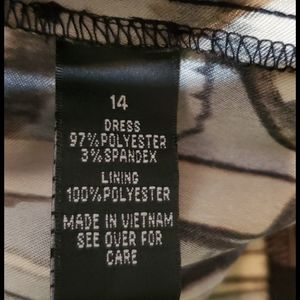 14
DRESS
97%POLYESTER
3%SPANDEX
LINING
100%POLYESTER
MADE IN VIETNAM
SEE OVER FOR
CARE